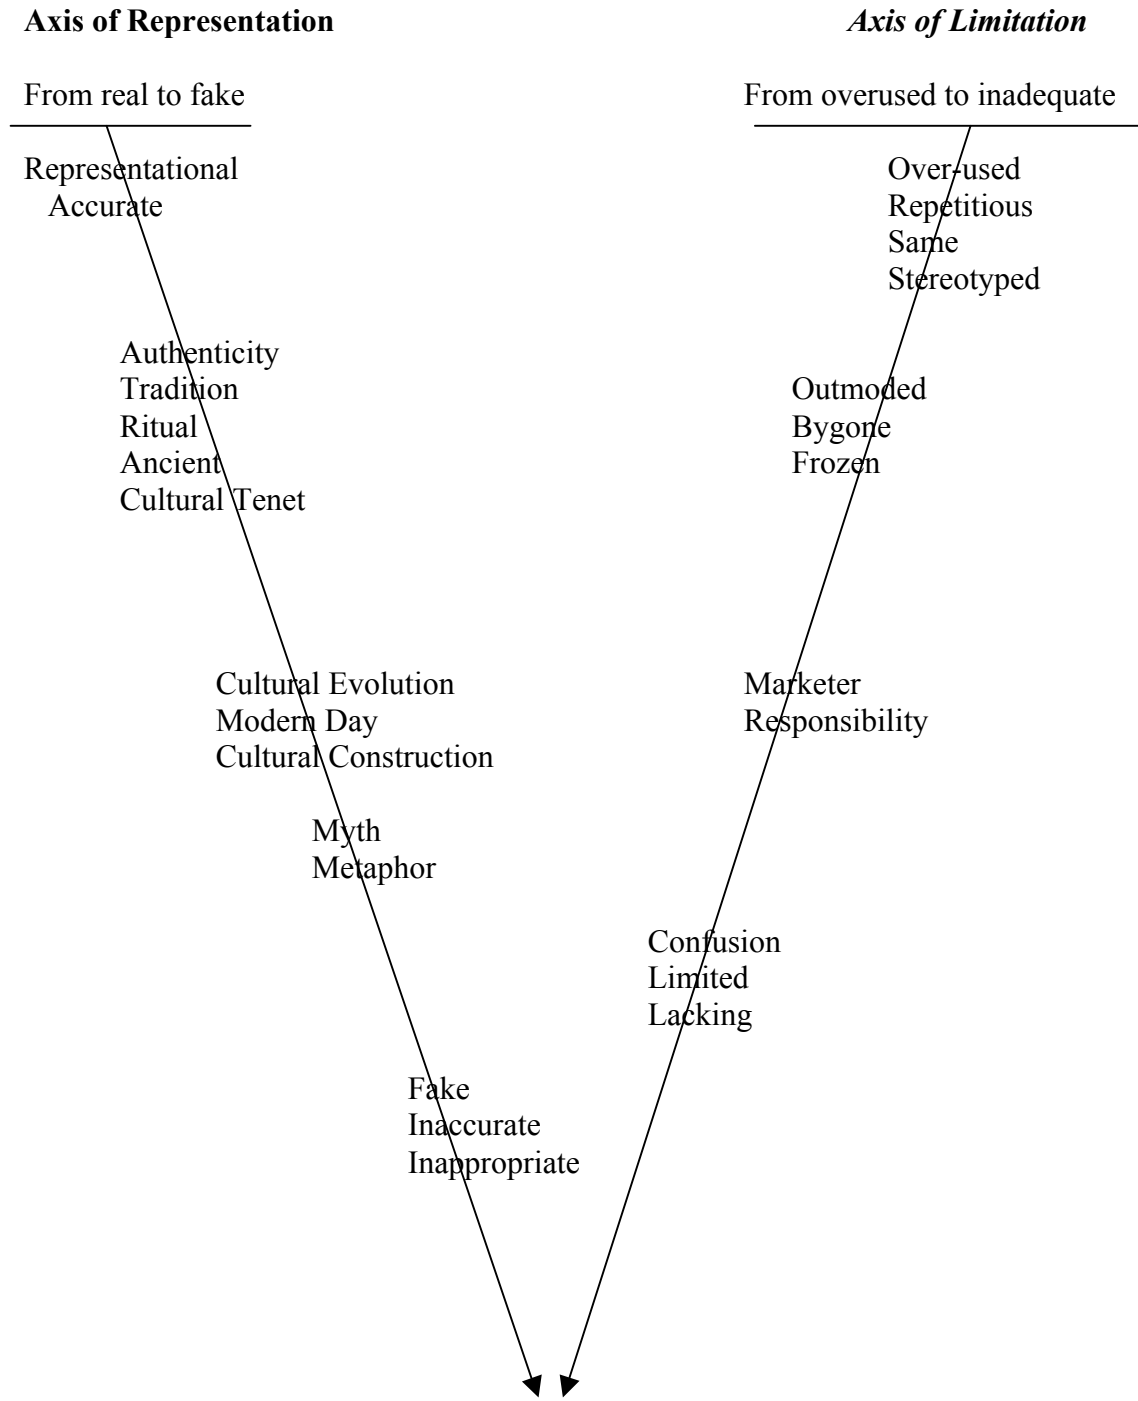 Axis of Representation
Axis of Limitation
From real to fake
From overused to inadequate
Representational
Accurate
Over-used
Repetitious
Same
Stereotyped
Authenticity
Tradition
Ritual
Ancient
Cultural Tenet
Outmoded
Bygone
Frozen
Cultural Evolution
Modern Day
Cultural Construction
Marketer
Responsibility
Myth
Metaphor
Confusion
Limited
Lacking
Fake
Inaccurate
Inappropriate